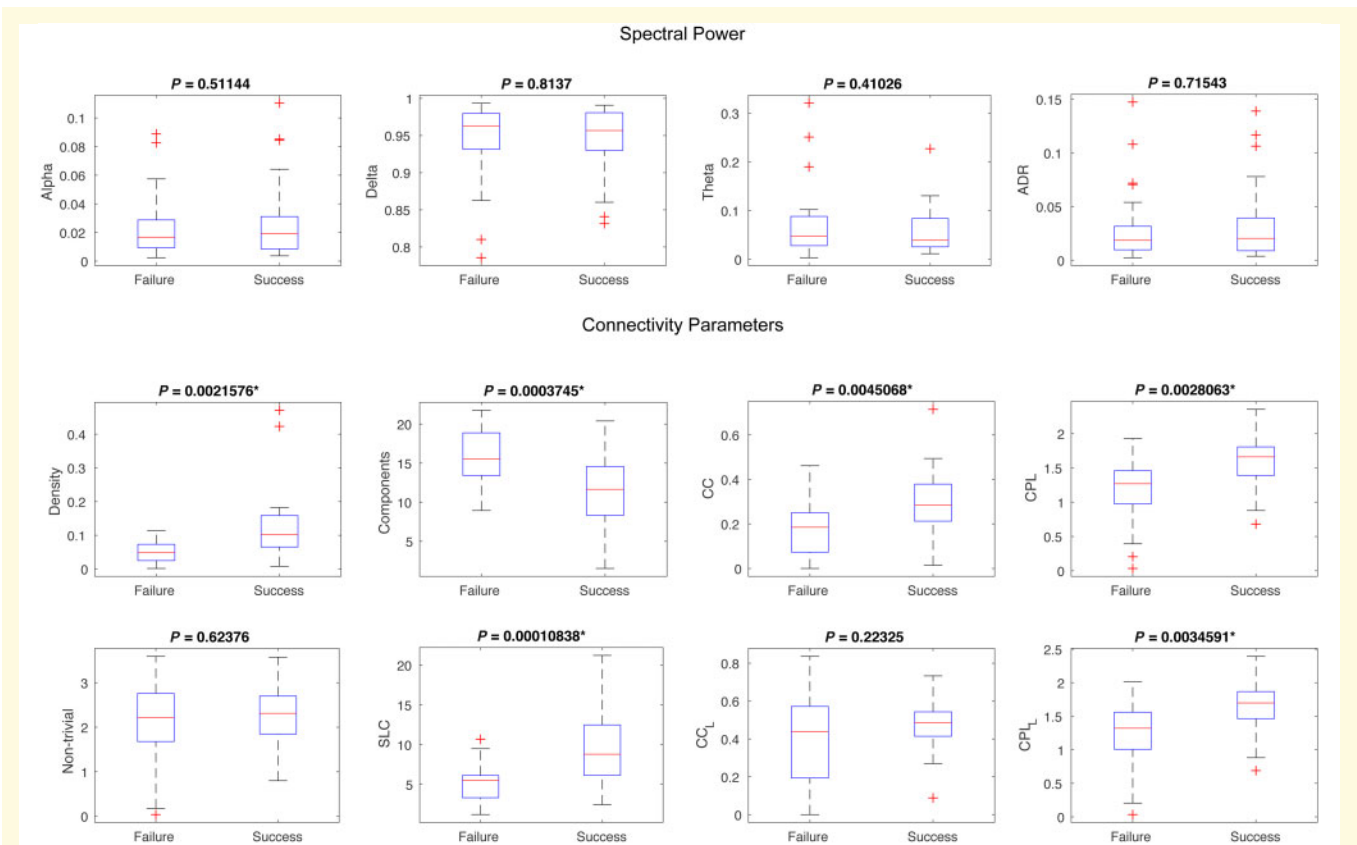 Spectral Power
P = 0.51144
P = 0.8137
P = 0.41026
P = 0.71543
Alpha
0.1
0.08
0.06
0.04
0.02
0
Failure
Success
Delta
1
0.95
0.9
0.85
0.8
Failure
Success
Theta
0.3
0.2
0.1
0
Failure
Success
ADR
0.15
0.1
0.05
0
Failure
Success
Connectivity Parameters
P = 0.0021576*
P = 0.0003745*
P = 0.0045068*
P = 0.0028063*
Density
0.4
0.3
0.2
0.1
0
Failure
Success
Components
20
15
10
5
Failure
Success
CC
0.6
0.4
0.2
0
Failure
Success
CPL
2
1.5
1
0.5
0
Failure
Success
P = 0.62376
P = 0.00010838*
P = 0.22325
P = 0.0034591*
Non-trivial
3
2
1
0
Failure
Success
SLC
20
15
10
5
Failure
Success
CC_L
0.8
0.6
0.4
0.2
0
Failure
Success
CPL_L
2.5
2
1.5
1
0.5
0
Failure
Success